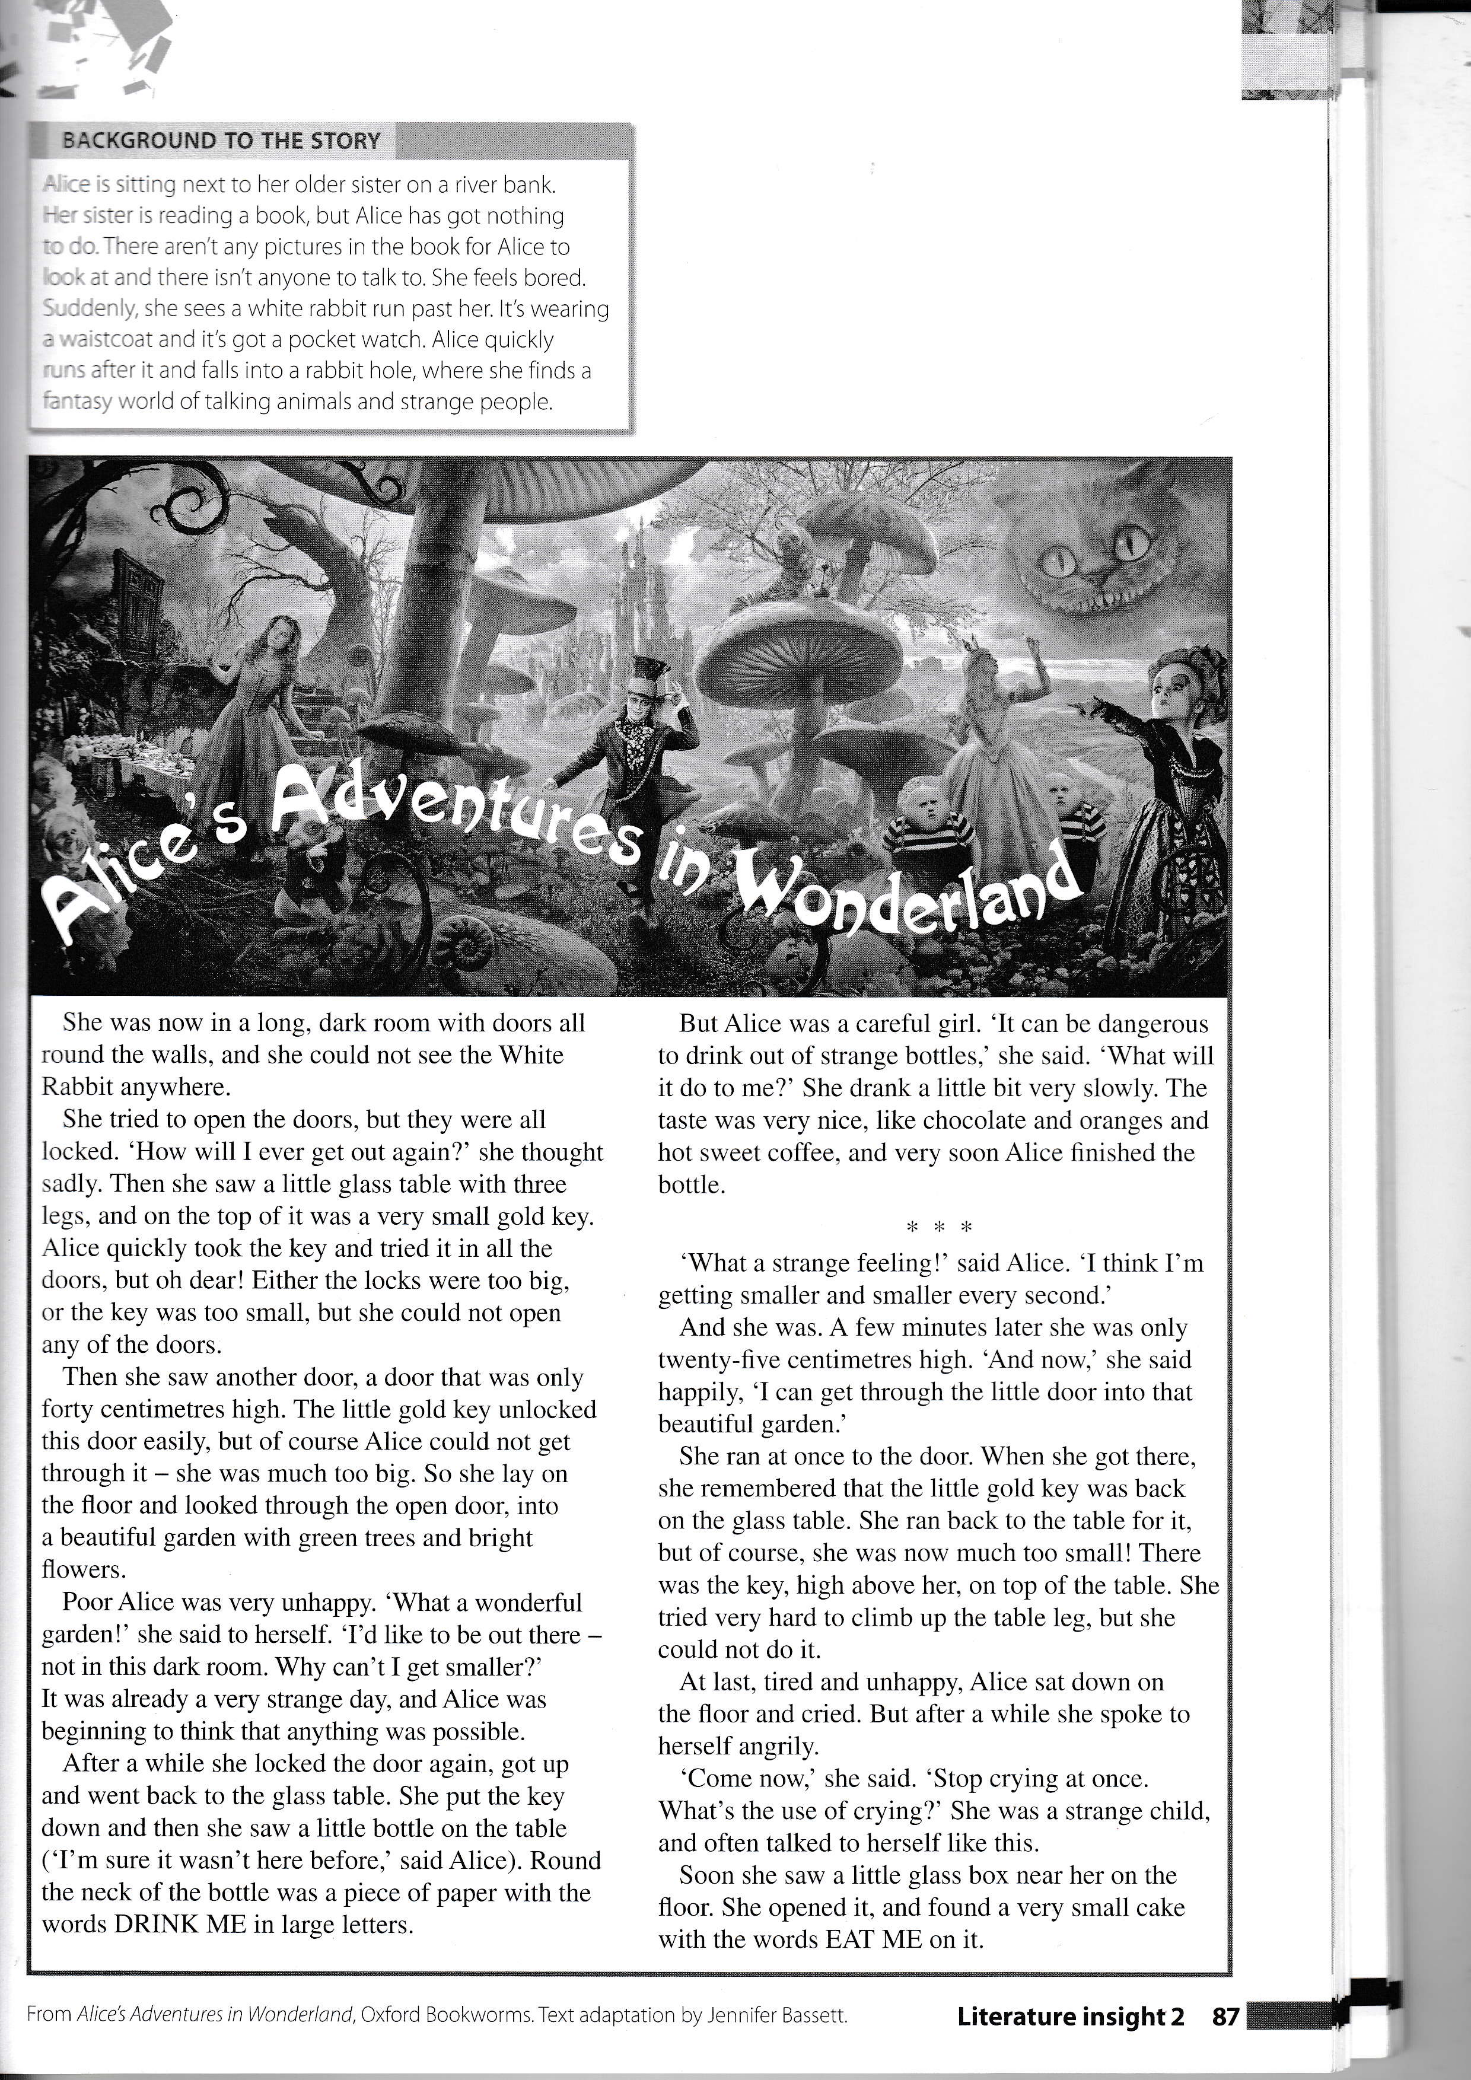 BACKGROUND TO THE STORY
Alice is sitting next to her older sister on a river bank.
Her sister is reading a book, but Alice has got nothing
to do. There aren't any pictures in the book for Alice to
look at and there isn't anyone to talk to. She feels bored.
Suddenly, she sees a white rabbit run past her. It's wearing
a waistcoat and it's got a pocket watch. Alice quickly
runs after it and falls into a rabbit hole, where she finds a
fantasy world of talking animals and strange people.
Alice's Adventures in Wonderland
She was now in a long, dark room with doors all
round the walls, and she could not see the White
Rabbit anywhere.
She tried to open the doors, but they were all
locked. ‘How will I ever get out again?’ she thought
sadly. Then she saw a little glass table with three
legs, and on the top of it was a very small gold key.
Alice quickly took the key and tried it in all the
doors, but oh dear! Either the locks were too big,
or the key was too small, but she could not open
any of the doors.
Then she saw another door, a door that was only
forty centimetres high. The little gold key unlocked
this door easily, but of course Alice could not get
through it – she was much too big. So she lay on
the floor and looked through the open door, into
a beautiful garden with green trees and bright
flowers.
Poor Alice was very unhappy. ‘What a wonderful
garden!’ she said to herself. ‘I’d like to be out there –
not in this dark room. Why can’t I get smaller?’
It was already a very strange day, and Alice was
beginning to think that anything was possible.
After a while she locked the door again, got up
and went back to the glass table. She put the key
down and then she saw a little bottle on the table
(‘I’m sure it wasn’t here before,’ said Alice). Round
the neck of the bottle was a piece of paper with the
words DRINK ME in large letters.
But Alice was a careful girl. ‘It can be dangerous
to drink out of strange bottles,’ she said. ‘What will
it do to me?’ She drank a little bit very slowly. The
taste was very nice, like chocolate and oranges and
hot sweet coffee, and very soon Alice finished the
bottle.
* * *
‘What a strange feeling!’ said Alice. ‘I think I’m
getting smaller and smaller every second.’
And she was. A few minutes later she was only
twenty-five centimetres high. ‘And now,’ she said
happily, ‘I can get through the little door into that
beautiful garden.’
She ran at once to the door. When she got there,
she remembered that the little gold key was back
on the glass table. She ran back to the table for it,
but of course, she was now much too small! There
was the key, high above her, on top of the table. She
tried very hard to climb up the table leg, but she
could not do it.
At last, tired and unhappy, Alice sat down on
the floor and cried. But after a while she spoke to
herself angrily.
‘Come now,’ she said. ‘Stop crying at once.
What’s the use of crying?’ She was a strange child,
and often talked to herself like this.
Soon she saw a little glass box near her on the
floor. She opened it, and found a very small cake
with the words EAT ME on it.
From Alice's Adventures in Wonderland, Oxford Bookworms. Text adaptation by Jennifer Bassett.
Literature insight 2 87